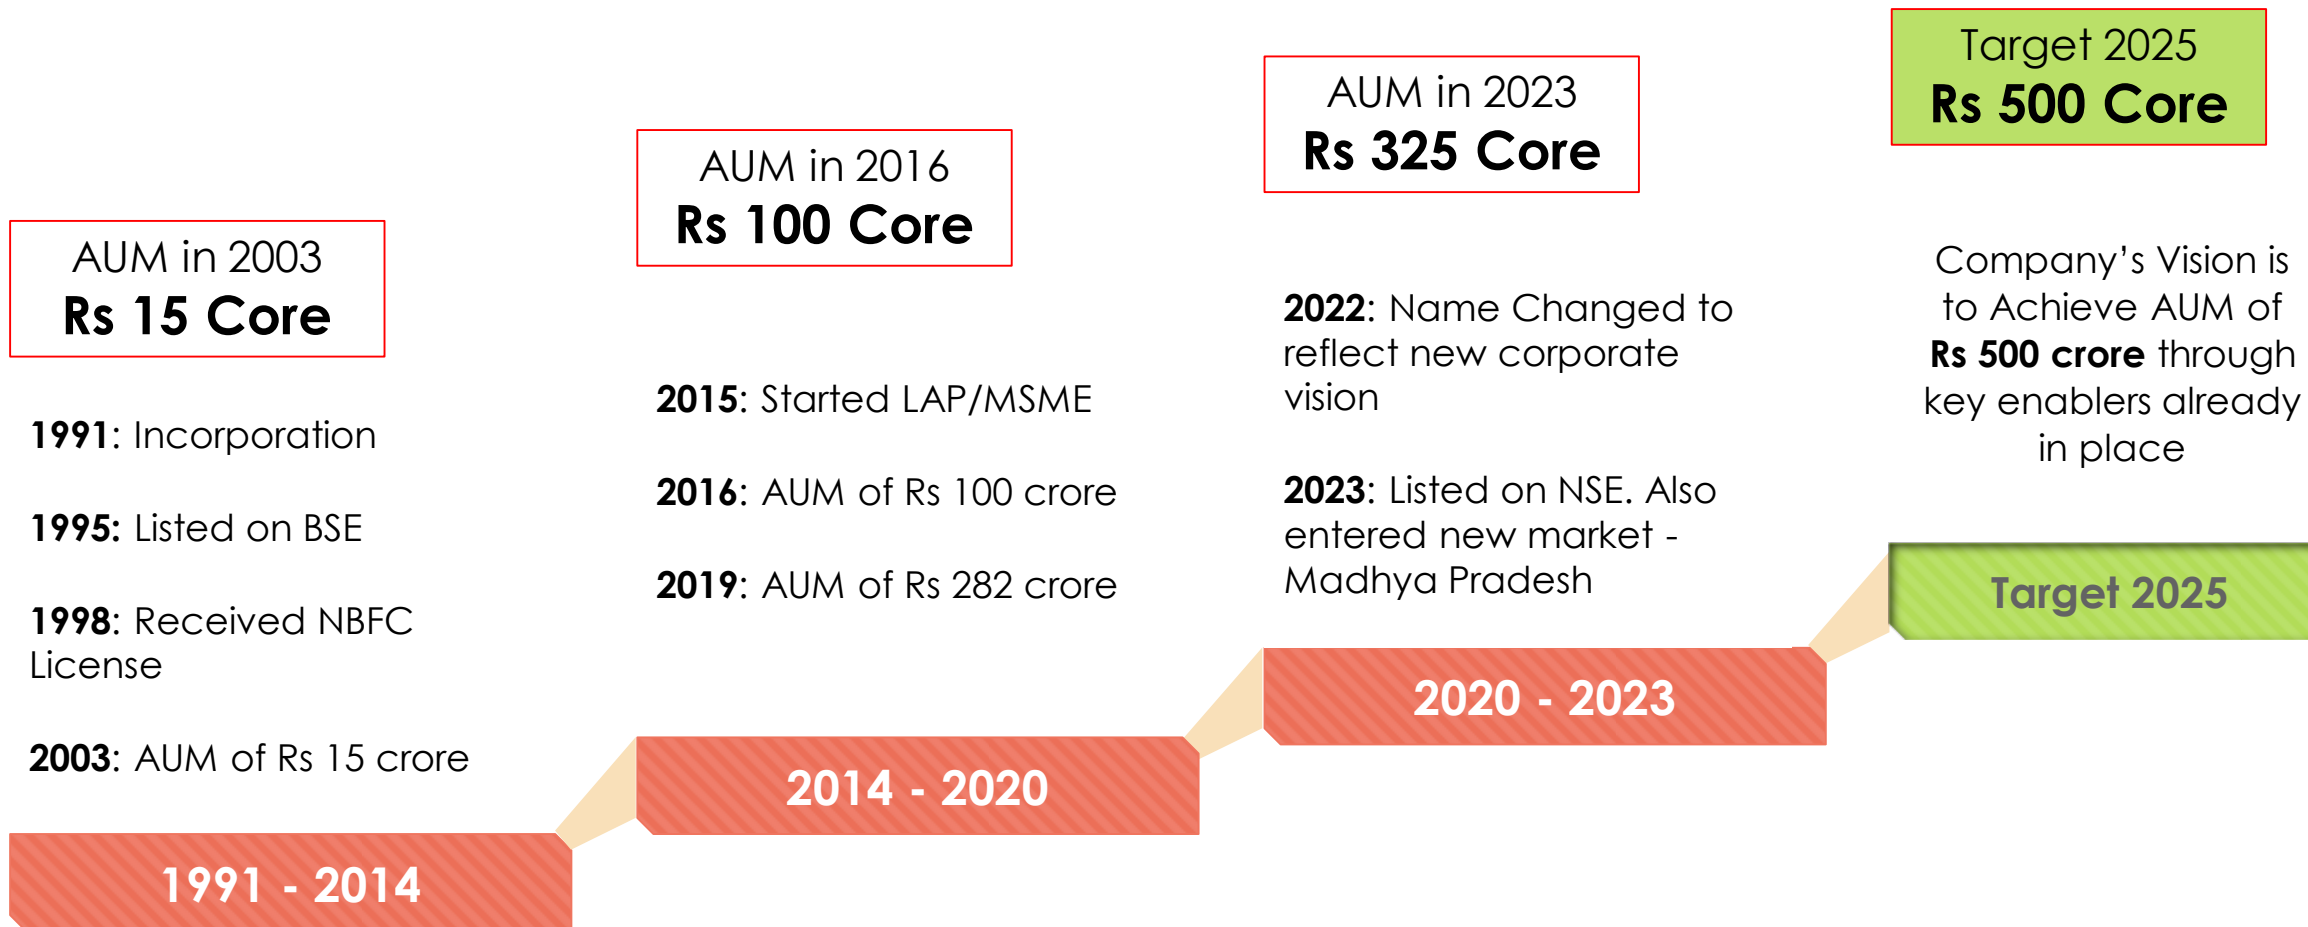 AUM in 2003
Rs 15 Core
1991: Incorporation
1995: Listed on BSE
1998: Received NBFC
License
2003: AUM of Rs 15 crore
1991 - 2014
AUM in 2016
Rs 100 Core
2015: Started LAP/MSME
2016: AUM of Rs 100 crore
2019: AUM of Rs 282 crore
2014 - 2020
AUM in 2023
Rs 325 Core
2022: Name Changed to
reflect new corporate
vision
2023: Listed on NSE. Also
entered new market -
Madhya Pradesh
2020 - 2023
Target 2025
Rs 500 Core
Company’s Vision is
to Achieve AUM of
Rs 500 crore through
key enablers already
in place
Target 2025